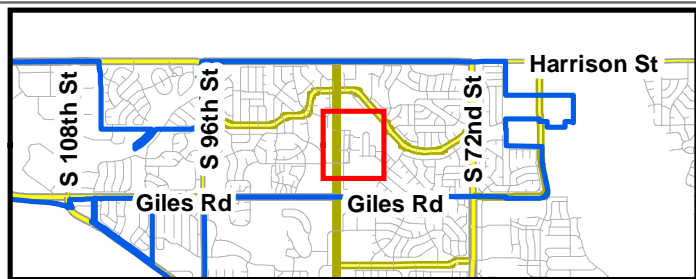 Harrison St
S 108th St
S 96th St
S 72nd St
Giles Rd
Giles Rd